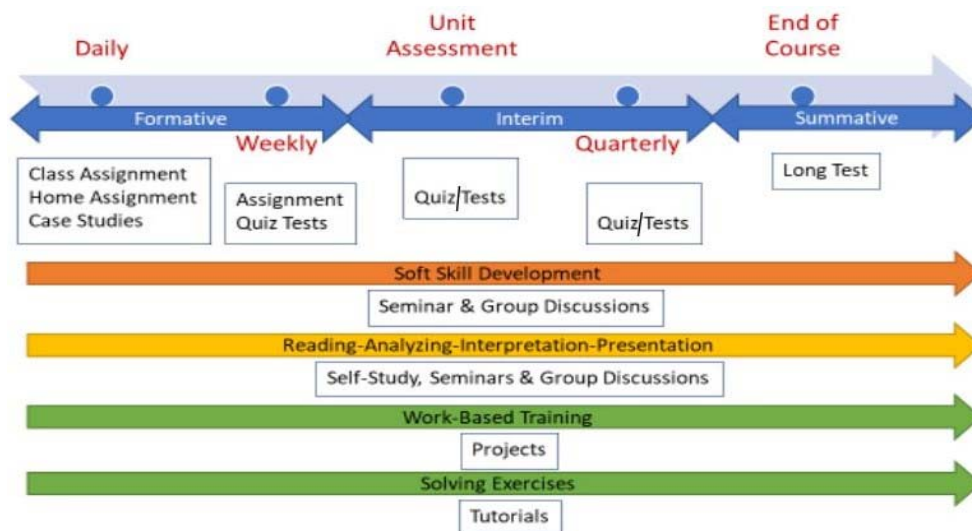 Daily
Unit
Assessment
End of
Course
Formative
Interim
Summative
Weekly
Quarterly
Class Assignment
Home Assignment
Case Studies
Assignment
Quiz Tests
Quiz/Tests
Quiz/Tests
Long Test
Soft Skill Development
Seminar & Group Discussions
Reading-Analyzing-Interpretation-Presentation
Self-Study, Seminars & Group Discussions
Work-Based Training
Projects
Solving Exercises
Tutorials